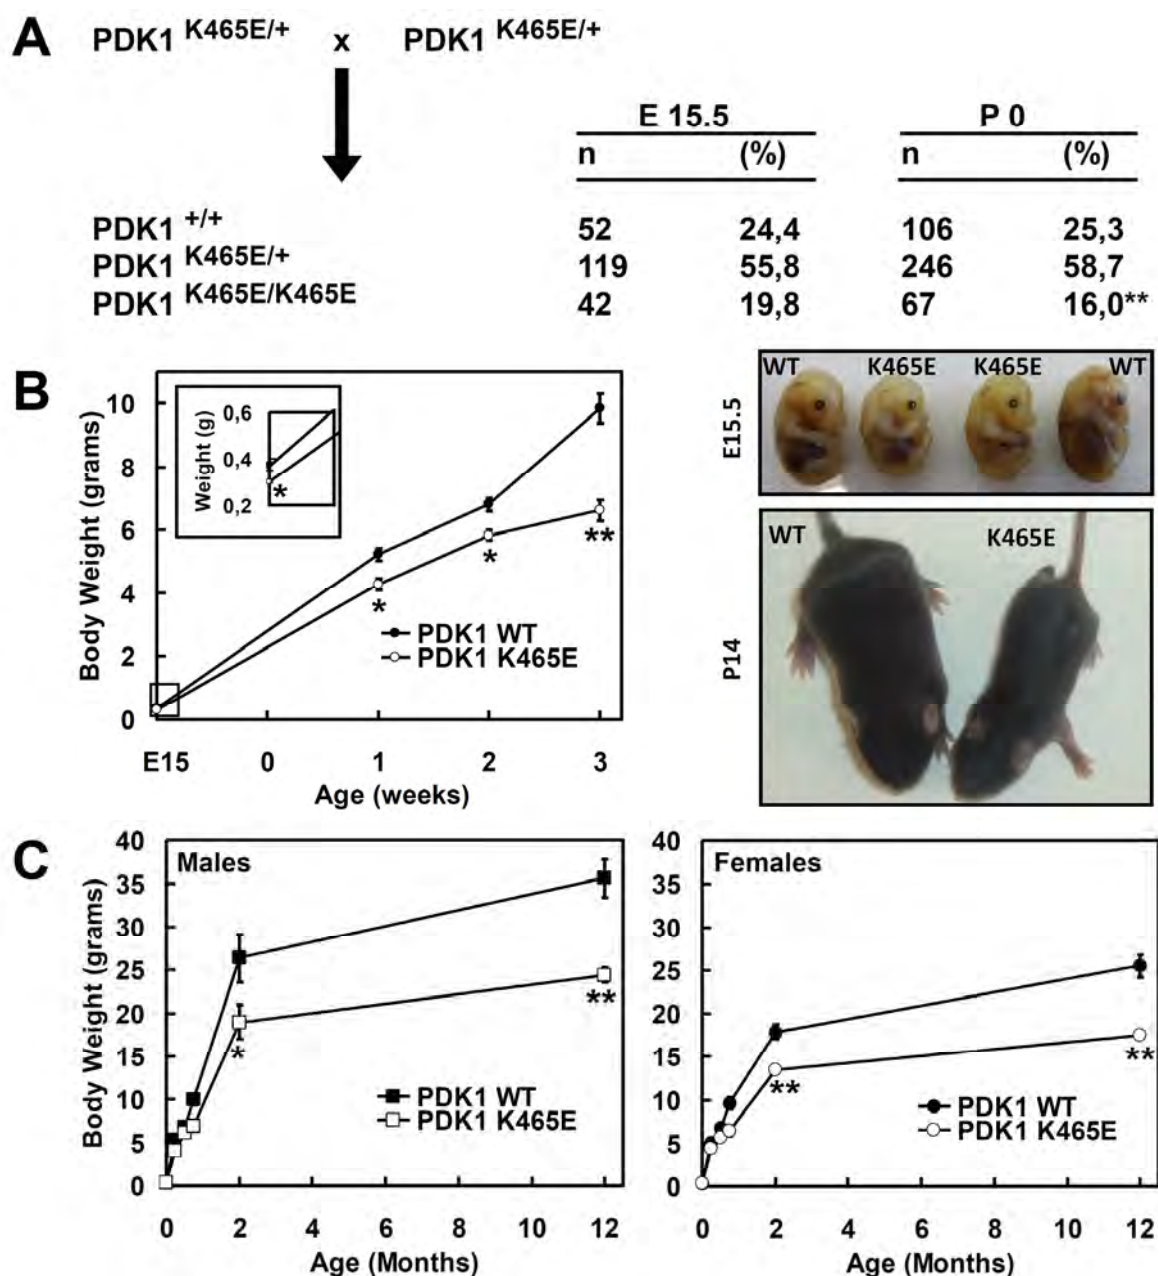 A
PDK1 K465E/+ x PDK1 K465E/+
E 15.5 P 0
n (%) n (%)
PDK1 +/+ 52 24,4 106 25,3
PDK1 K465E/+ 119 55,8 246 58,7
PDK1 K465E/K465E 42 19,8 67 16,0**
B
Body Weight (grams)
10
8
6
4
2
0
Weight (g)
0,6
0,4
0,2
*
*
*
**
PDK1 WT
PDK1 K465E
E15 0 1 2 3
Age (weeks)
E15.5
WT K465E K465E WT
P14
WT K465E
C
Body Weight (grams)
Males
40
35
30
25
20
15
10
5
0
*
**
PDK1 WT
PDK1 K465E
0 2 4 6 8 10 12
Age (Months)
Females
40
35
30
25
20
15
10
5
0
**
**
PDK1 WT
PDK1 K465E
0 2 4 6 8 10 12
Age (Months)